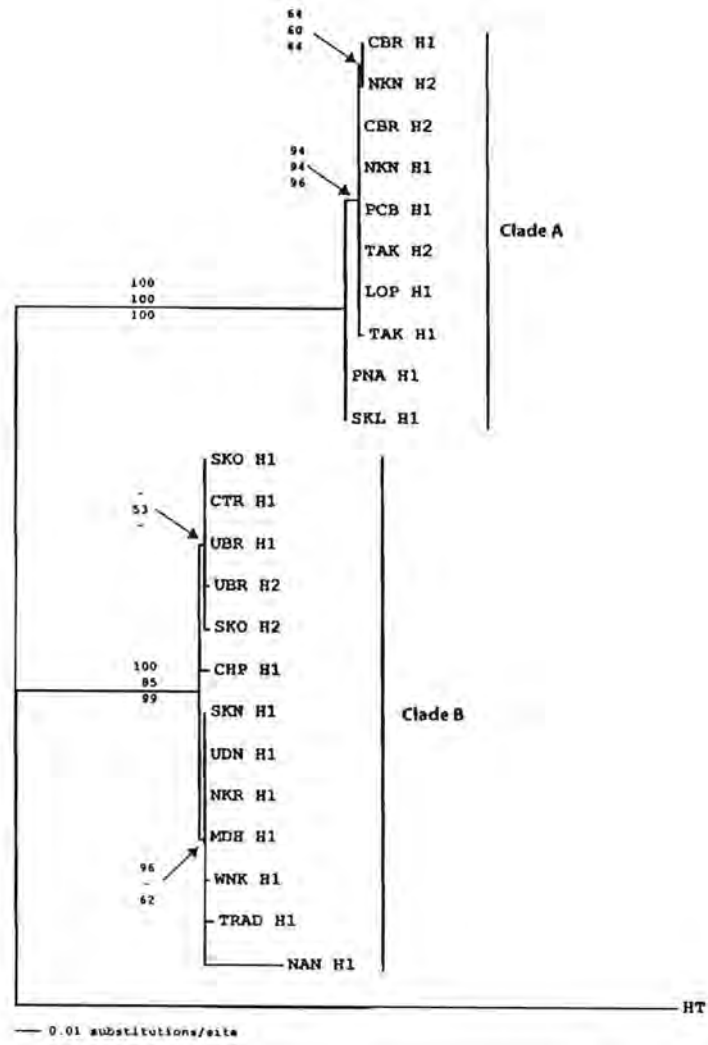 60
CBR H1
NKN H2
CBR H2
94
94
96
NKN H1
PCB H1
Clade A
TAK H2
LOP H1
100
100
100
TAK H1
PNA H1
SKL H1
SKO H1
-
53
-
CTR H1
UBR H1
UBR H2
SKO H2
100
85
99
CHP H1
SKN H1
Clade B
UDN H1
NKR H1
MDH H1
96
-
62
WNK H1
TRAD H1
NAN H1
HT
0.01 substitutions/site